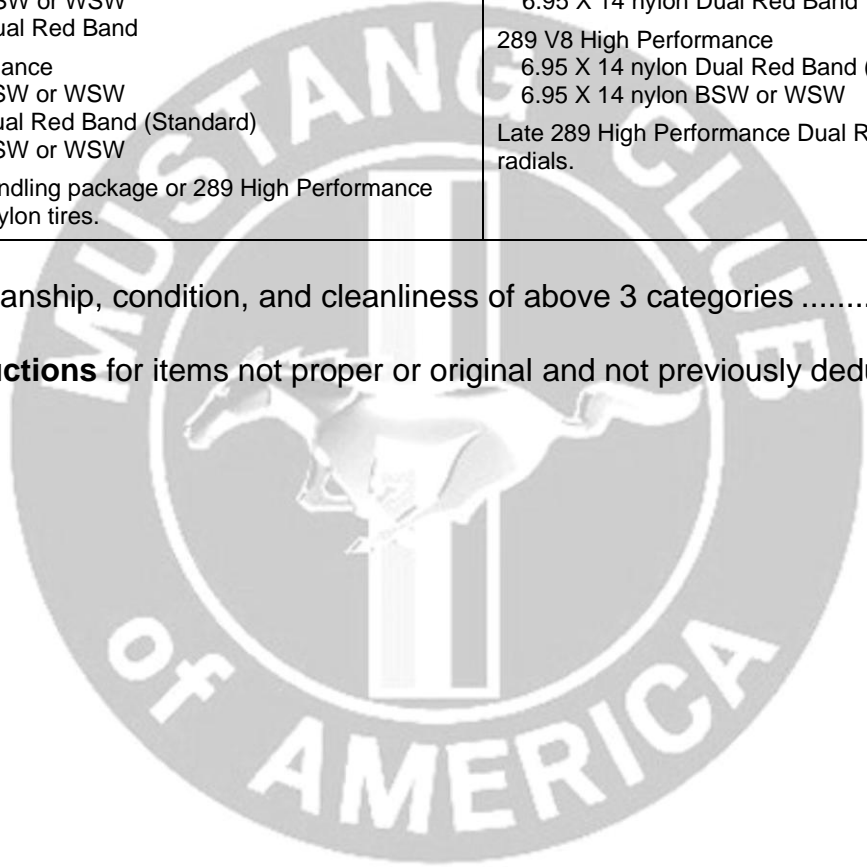 SW or WSW
ual Red Band
ance
SW or WSW
ual Red Band (Standard)
SW or WSW
ndling package or 289 High Performance
ylon tires.
6.95 X 14 nylon Dual Red Band
289 V8 High Performance
6.95 X 14 nylon Dual Red Band (
6.95 X 14 nylon BSW or WSW
Late 289 High Performance Dual R
radials.
anship, condition, and cleanliness of above 3 categories ........
uctions for items not proper or original and not previously dedu
MUSTANG CLUB
of AMERICA